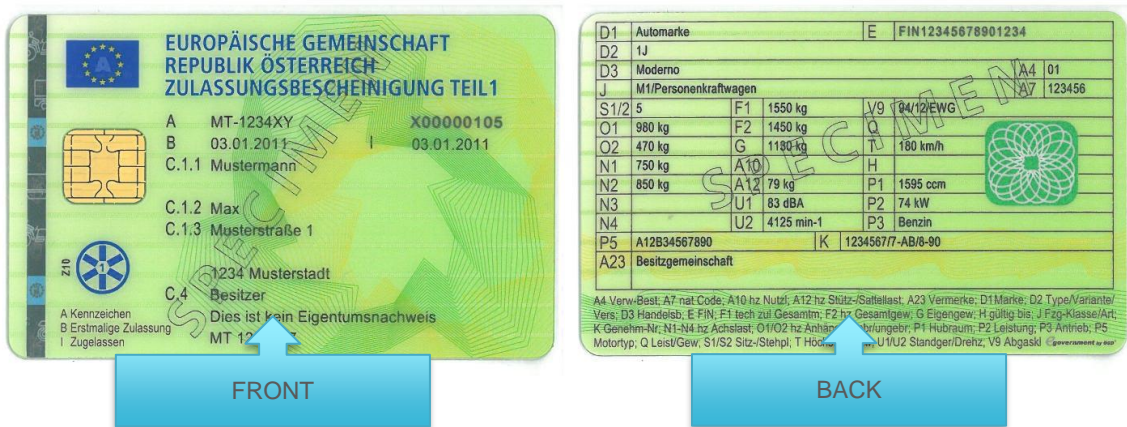 EUROPÄISCHE GEMEINSCHAFT
REPUBLIK ÖSTERREICH
ZULASSUNGSBESCHEINIGUNG TEIL1
A MT-1234XY X00000105
B 03.01.2011 I 03.01.2011
C.1.1 Mustermann
C.1.2 Max
C.1.3 Musterstraße 1
1234 Musterstadt
C.4 Besitzer
Dies ist kein Eigentumsnachweis
MT 12
Z10
1
A Kennzeichen
B Erstmalige Zulassung
I Zugelassen
SPECIMEN
FRONT
D1 Automarke E FIN12345678901234
D2 1J
D3 Moderno A4 01
J M1/Personenkraftwagen A7 123456
S1/2 5 F1 1550 kg V9 94/12/EWG
O1 980 kg F2 1450 kg Q
O2 470 kg G 1130 kg T 180 km/h
N1 750 kg A10 H
N2 850 kg A12 79 kg P1 1595 ccm
N3 U1 83 dBA P2 74 kW
N4 U2 4125 min-1 P3 Benzin
P5 A12B34567890 K 1234567/7-AB/8-90
A23 Besitzgemeinschaft
SPECIMEN
A4 Verw-Best, A7 nat Code; A10 hz Nutzl, A12 hz Stütz-/Sattellast; A23 Vermerke; D1Marke; D2 Type/Variante/
Vers; D3 Handelsb; E FIN; F1 tech zul Gesamtm; F2 hz Gesamtgew; G Eigengew; H gültig bis; J Fzg-Klasse/Art;
K Genehm-Nr, N1-N4 hz Achslast; O1/O2 hz P1 Hubraum; P2 Leistung; P3 Antrieb; P5
Motortyp; Q Leist/Gew; S1/S2 Sitz-/Stehpl; T U1/U2 Standger/Drehz; V9 Abgaskl government by
BACK